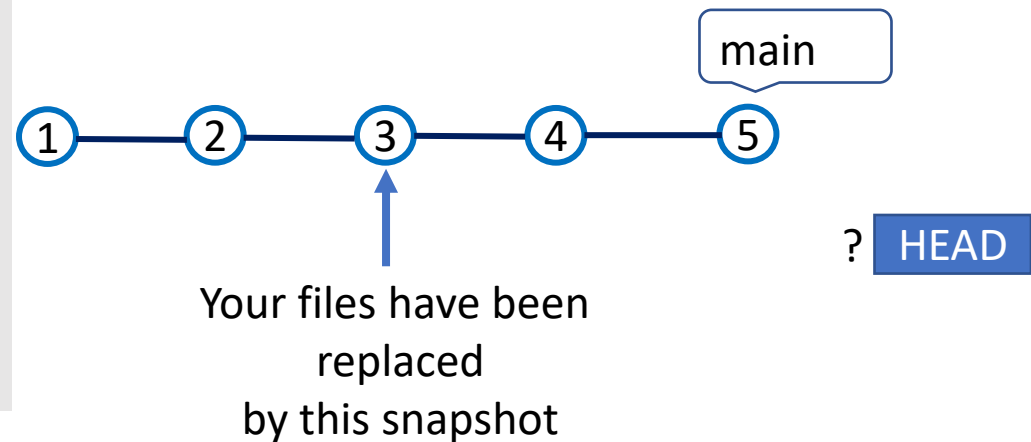 main
1 2 3 4 5
? HEAD
Your files have been
replaced
by this snapshot